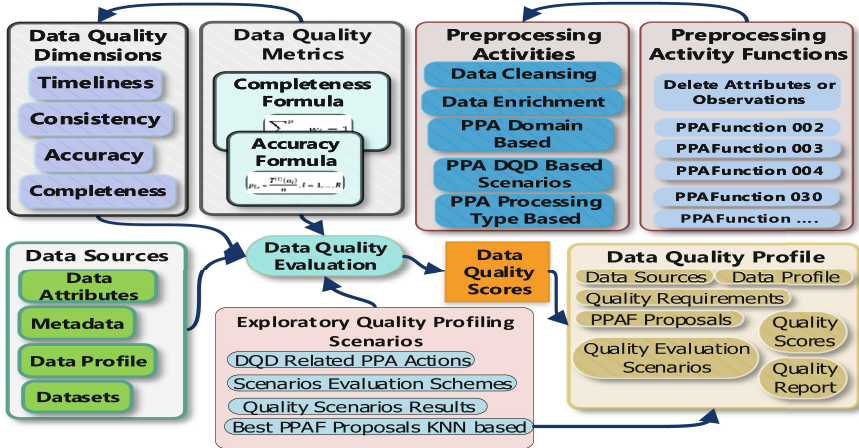 Data Quality
Dimensions
Timeliness
Consistency
Accuracy
Completeness
Data Quality
Metrics
Completeness
Formula
Accuracy
Formula
Preprocessing
Activities
Data Cleansing
Data Enrichment
PPA Domain
Based
PPA DQD Based
Scenarios
PPA Processing
Type Based
Preprocessing
Activity Functions
Delete Attributes or
Observations
PPAFunction 002
PPAFunction 003
PPAFunction 004
PPAFunction 030
PPAFunction ....
Data Sources
Data
Attributes
Metadata
Data Profile
Datasets
Data Quality
Evaluation
Data
Quality
Scores
Exploratory Quality Profiling
Scenarios
DQD Related PPA Actions
Scenarios Evaluation Schemes
Quality Scenarios Results
Best PPAF Proposals KNN based
Data Quality Profile
Data Sources
Data Profile
Quality Requirements
PPAF Proposals
Quality
Scores
Quality Evaluation
Scenarios
Quality
Report